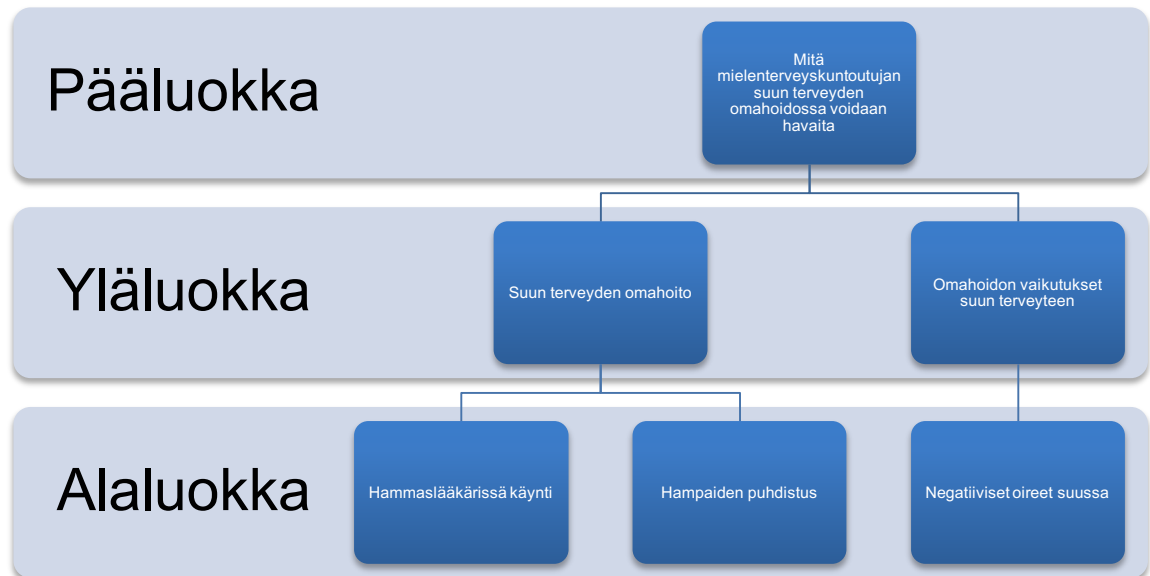 Pääluokka
Mitä
mielenterveyskuntoutujan
suun terveyden
omahoidossa voidaan
havaita
Yläluokka
Suun terveyden omahoito
Omahoidon vaikutukset
suun terveyteen
Alaluokka
Hammaslääkärissä käynti
Hampaiden puhdistus
Negatiiviset oireet suussa